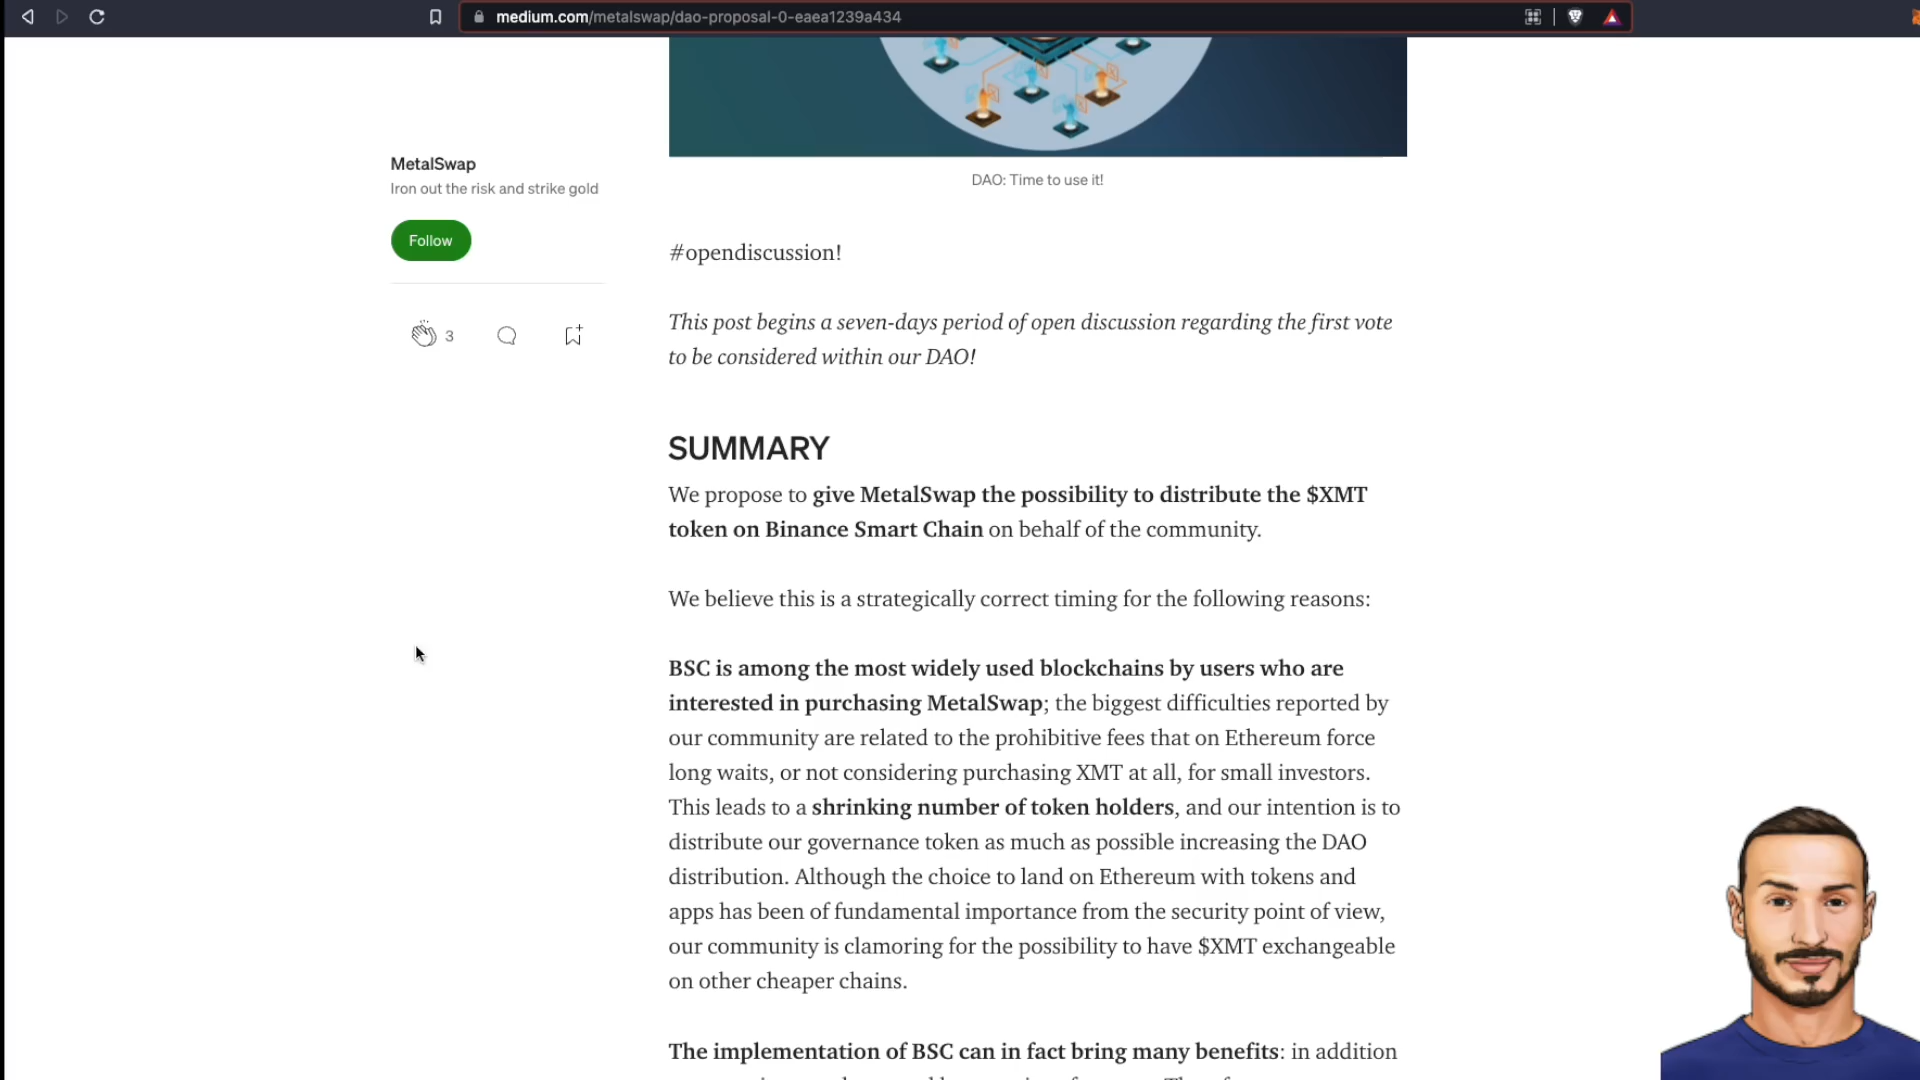 medium.com/metalswap/dao-proposal-0-eaea1239a434
MetalSwap
Iron out the risk and strike gold
Follow
3
DAO: Time to use it!
#opendiscussion!
This post begins a seven-days period of open discussion regarding the first vote
to be considered within our DAO!
SUMMARY
We propose to give MetalSwap the possibility to distribute the $XMT
token on Binance Smart Chain on behalf of the community.
We believe this is a strategically correct timing for the following reasons:
BSC is among the most widely used blockchains by users who are
interested in purchasing MetalSwap; the biggest difficulties reported by
our community are related to the prohibitive fees that on Ethereum force
long waits, or not considering purchasing XMT at all, for small investors.
This leads to a shrinking number of token holders, and our intention is to
distribute our governance token as much as possible increasing the DAO
distribution. Although the choice to land on Ethereum with tokens and
apps has been of fundamental importance from the security point of view,
our community is clamoring for the possibility to have $XMT exchangeable
on other cheaper chains.
The implementation of BSC can in fact bring many benefits: in addition